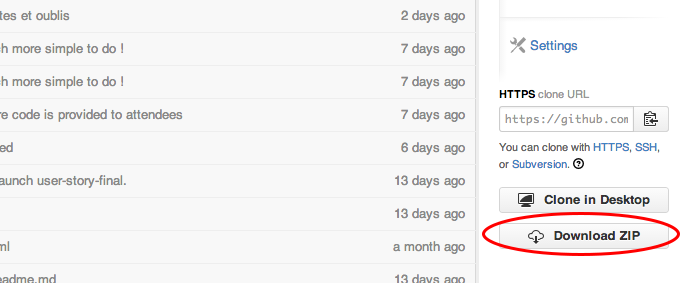 tes et oublis 2 days ago
ch more simple to do ! 7 days ago
ch more simple to do ! 7 days ago
re code is provided to attendees 7 days ago
ed 6 days ago
aunch user-story-final. 13 days ago
13 days ago
ml a month ago
eadme.md 13 days ago
Settings
HTTPS clone URL
https://github.com
You can clone with HTTPS, SSH,
or Subversion.
Clone in Desktop
Download ZIP